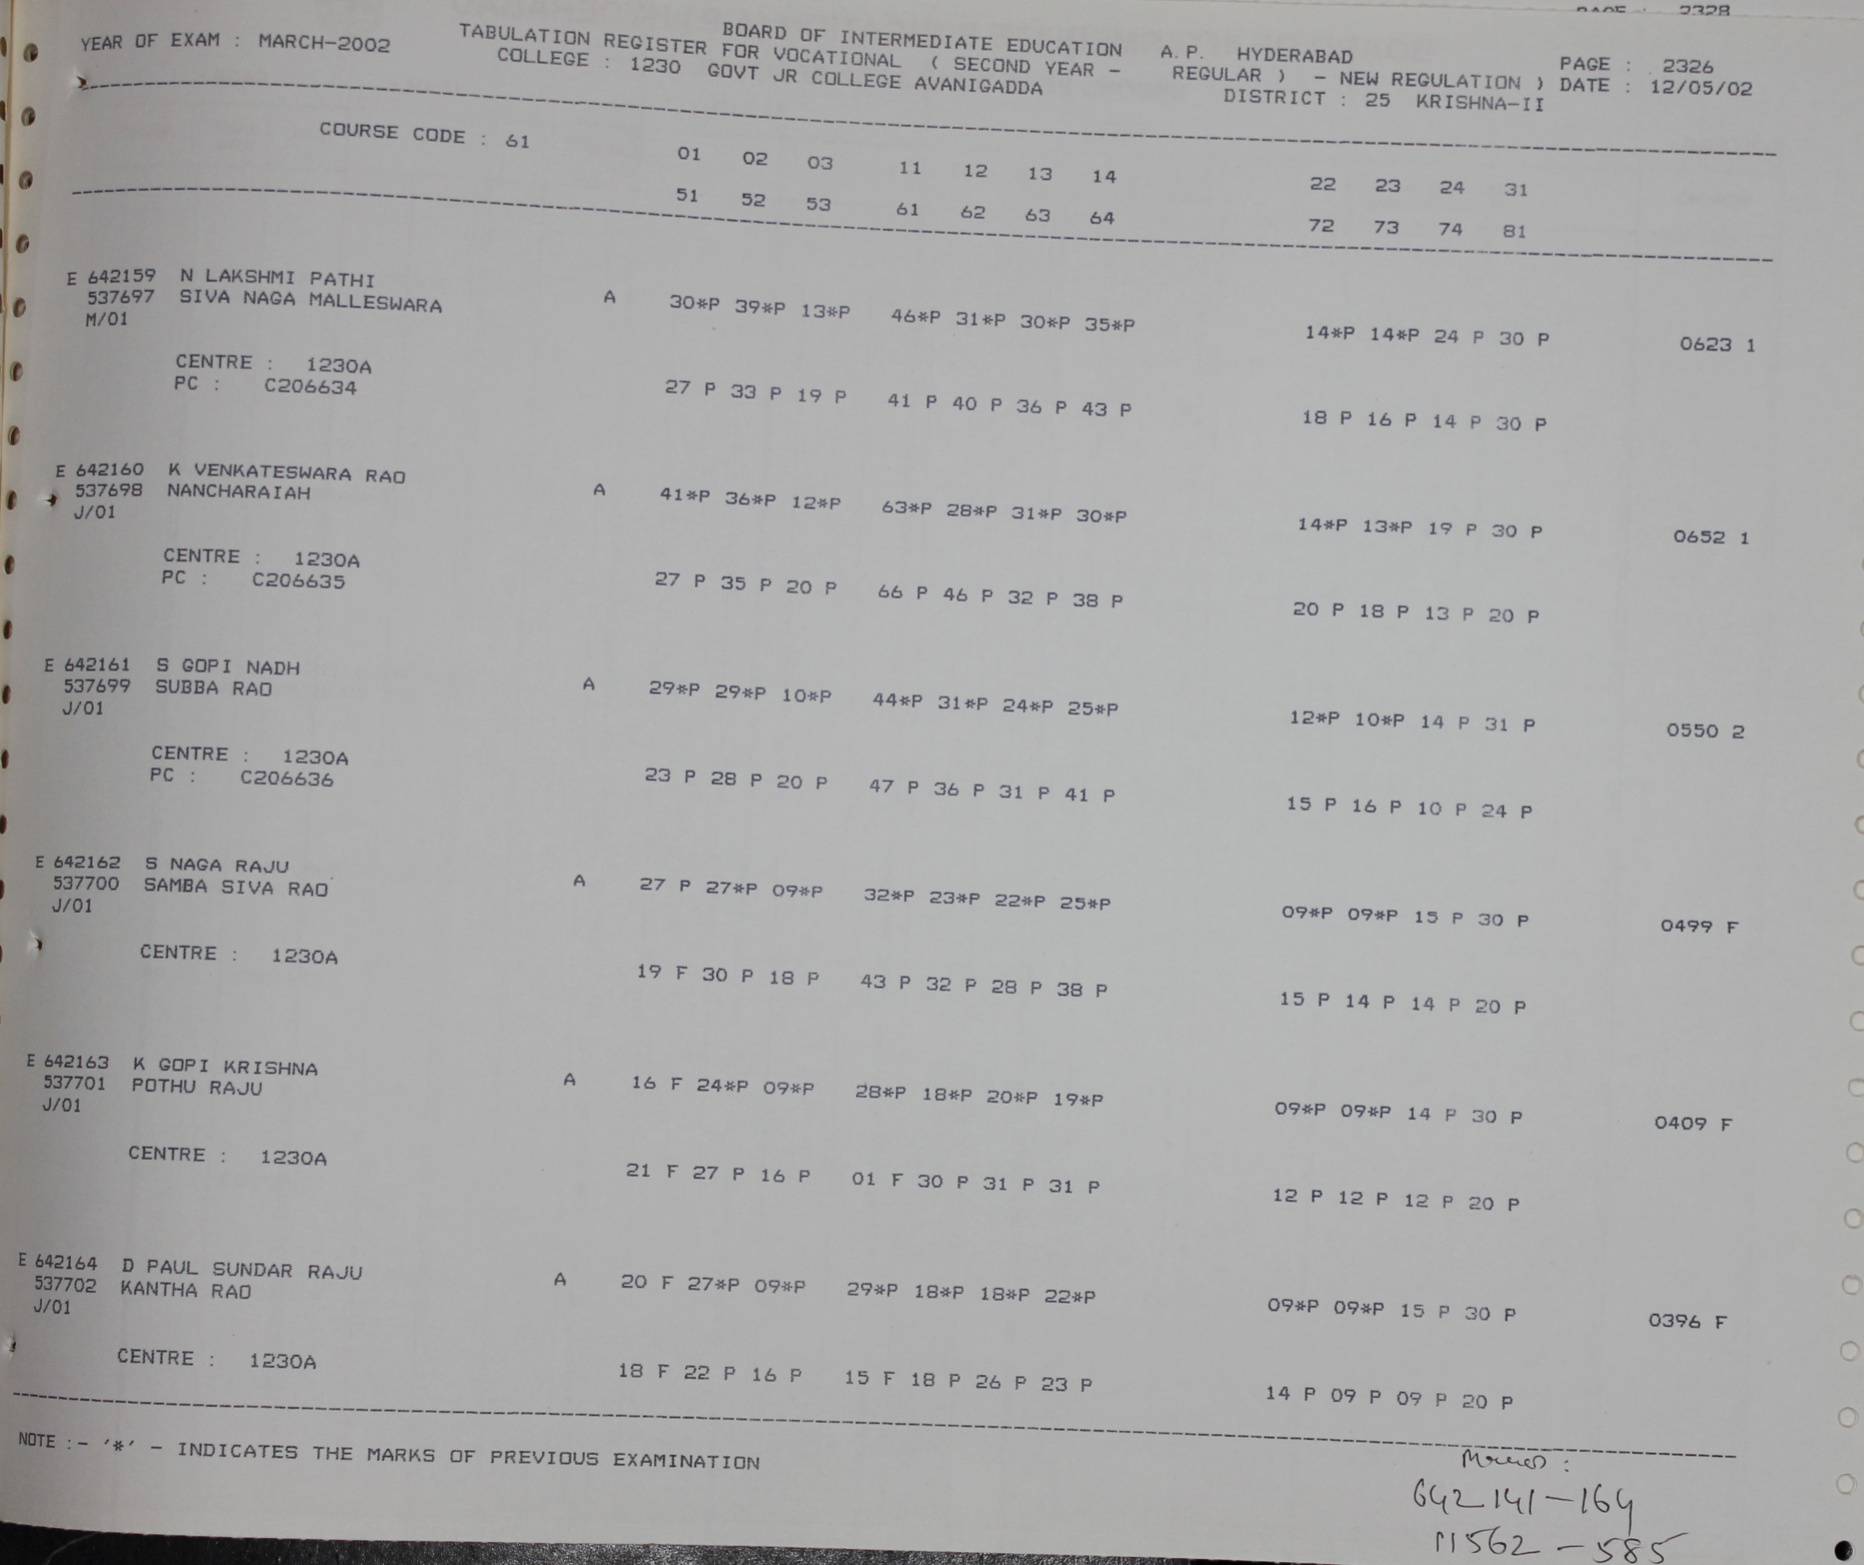 PAGE : 2328
BOARD OF INTERMEDIATE EDUCATION A.P. HYDERABAD
YEAR OF EXAM : MARCH-2002 TABULATION REGISTER FOR VOCATIONAL ( SECOND YEAR - REGULAR ) - NEW REGULATION ) PAGE : 2326
COLLEGE : 1230 GOVT JR COLLEGE AVANIGADDA DISTRICT : 25 KRISHNA-II DATE : 12/05/02
COURSE CODE : 61 01 02 03 11 12 13 14 22 23 24 31
51 52 53 61 62 63 64 72 73 74 81
E 642159 N LAKSHMI PATHI
537697 SIVA NAGA MALLESWARA A 30*P 39*P 13*P 46*P 31*P 30*P 35*P 14*P 14*P 24 P 30 P 0623 1
M/01
CENTRE : 1230A
PC : C206634 27 P 33 P 19 P 41 P 40 P 36 P 43 P 18 P 16 P 14 P 30 P
E 642160 K VENKATESWARA RAO
537698 NANCHARAIAH A 41*P 36*P 12*P 63*P 28*P 31*P 30*P 14*P 13*P 19 P 30 P 0652 1
J/01
CENTRE : 1230A
PC : C206635 27 P 35 P 20 P 66 P 46 P 32 P 38 P 20 P 18 P 13 P 20 P
E 642161 S GOPI NADH
537699 SUBBA RAO A 29*P 29*P 10*P 44*P 31*P 24*P 25*P 12*P 10*P 14 P 31 P 0550 2
J/01
CENTRE : 1230A
PC : C206636 23 P 28 P 20 P 47 P 36 P 31 P 41 P 15 P 16 P 10 P 24 P
E 642162 S NAGA RAJU
537700 SAMBA SIVA RAO A 27 P 27*P 09*P 32*P 23*P 22*P 25*P 09*P 09*P 15 P 30 P 0499 F
J/01
CENTRE : 1230A 19 F 30 P 18 P 43 P 32 P 28 P 38 P 15 P 14 P 14 P 20 P
E 642163 K GOPI KRISHNA
537701 POTHU RAJU A 16 F 24*P 09*P 28*P 18*P 20*P 19*P 09*P 09*P 14 P 30 P 0409 F
J/01
CENTRE : 1230A 21 F 27 P 16 P 01 F 30 P 31 P 31 P 12 P 12 P 12 P 20 P
E 642164 D PAUL SUNDAR RAJU
537702 KANTHA RAO A 20 F 27*P 09*P 29*P 18*P 18*P 22*P 09*P 09*P 15 P 30 P 0396 F
J/01
CENTRE : 1230A 18 F 22 P 16 P 15 F 18 P 26 P 23 P 14 P 09 P 09 P 20 P
NOTE :- '*' - INDICATES THE MARKS OF PREVIOUS EXAMINATION
642141-164
11562-585